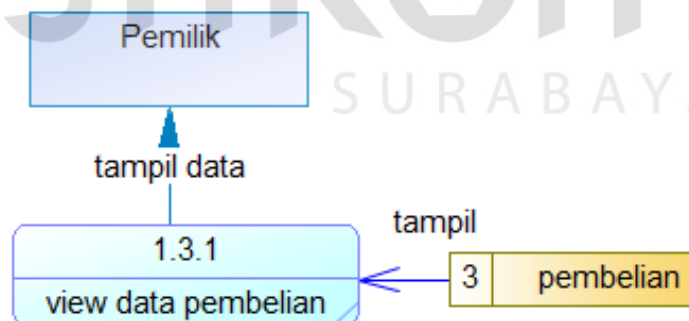 Pemilik
SURABAYA
tampil data
tampil
1.3.1
3 pembelian
view data pembelian